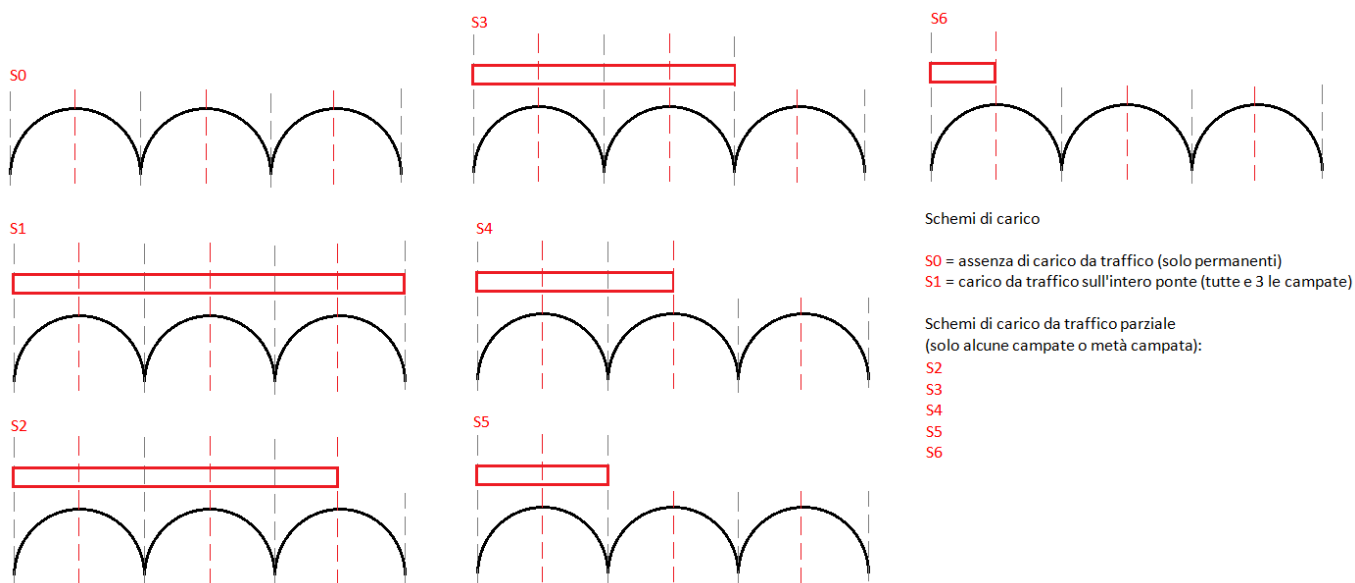 S0
S1
S2
S3
S4
S5
S6
Schemi di carico
S0 = assenza di carico da traffico (solo permanenti)
S1 = carico da traffico sull'intero ponte (tutte e 3 le campate)
Schemi di carico da traffico parziale
(solo alcune campate o metà campata):
S2
S3
S4
S5
S6